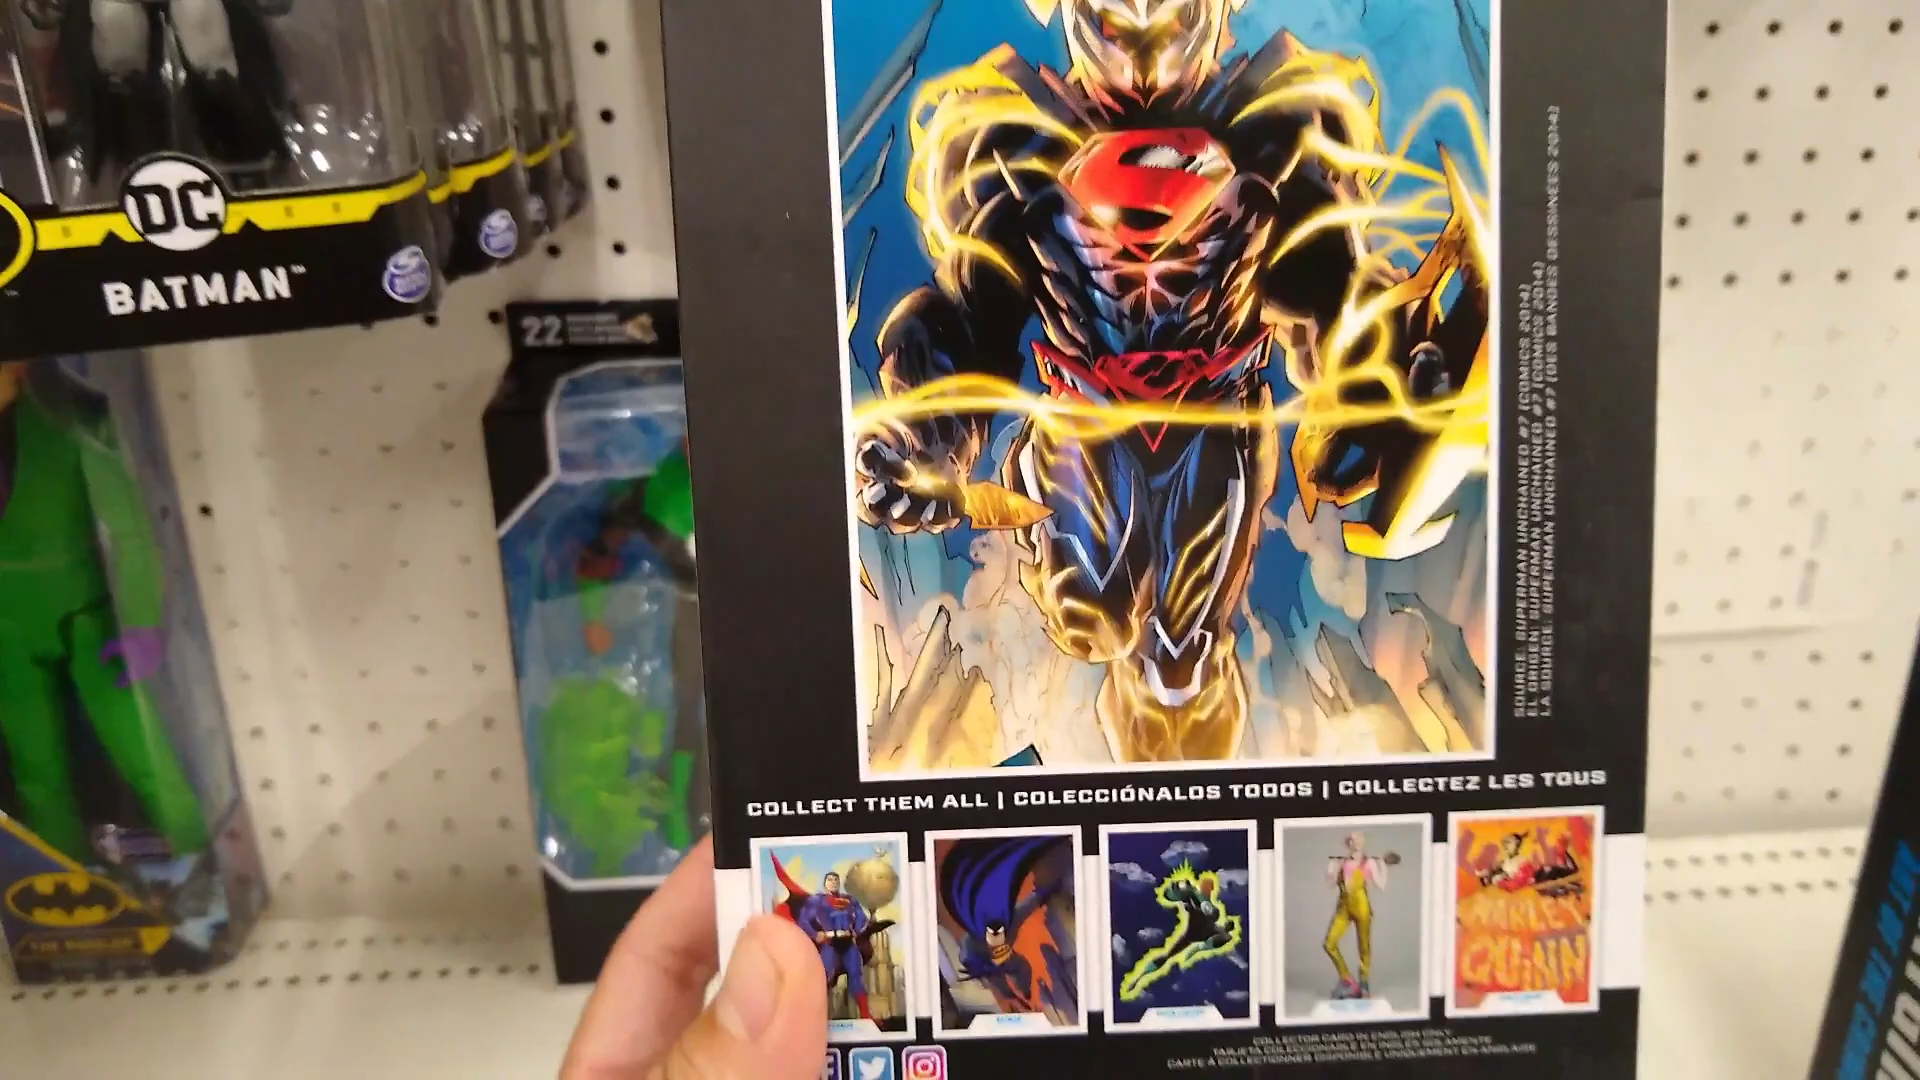 DC
BATMAN™
22
SOURCE: SUPERMAN UNCHAINED #7 (COMICS 2014)
EL ORIGEN: SUPERMAN UNCHAINED #7 (COMICS 2014)
LA SOURCE: SUPERMAN UNCHAINED #7 (DES BANDES DESSINÉES 2014)
COLLECT THEM ALL | COLECCIÓNALOS TODOS | COLLECTEZ LES TOUS
HARLEY
QUINN
COLLECTOR CARD IN ENGLISH ONLY
TARJETA COLECCIONABLE EN INGLÉS SOLAMENTE
CARTE À COLLECTIONNER DISPONIBLE UNIQUEMENT EN ANGLAIS